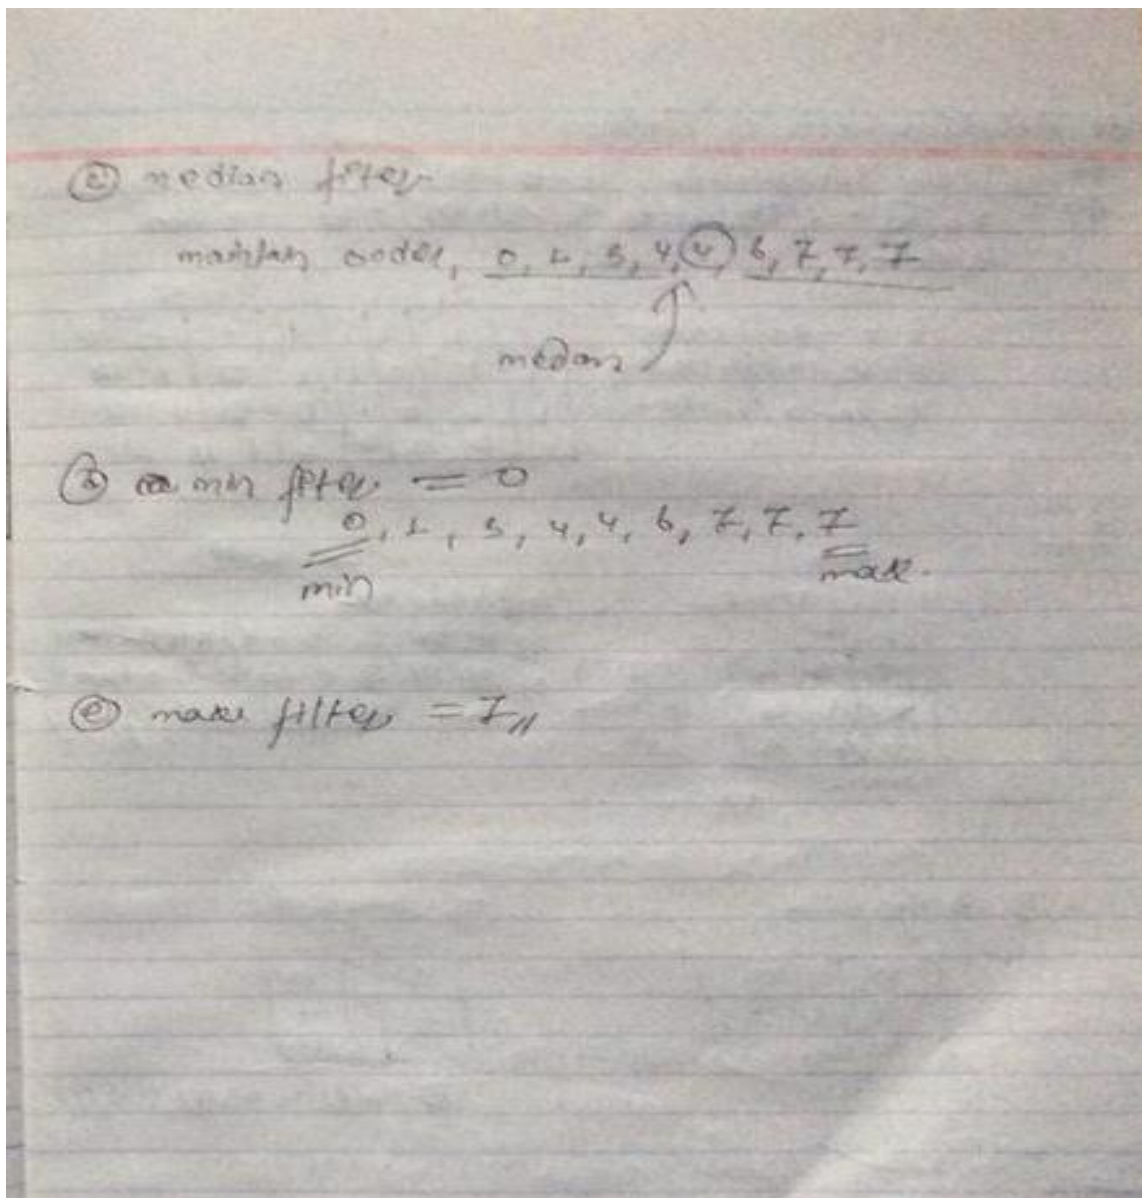 (c) median filter
maintain order, 0, 1, 3, 4, 4, 6, 7, 7, 7
median
(d) min filter = 0
0, 1, 3, 4, 4, 6, 7, 7, 7
min max.
(e) max filter = 7